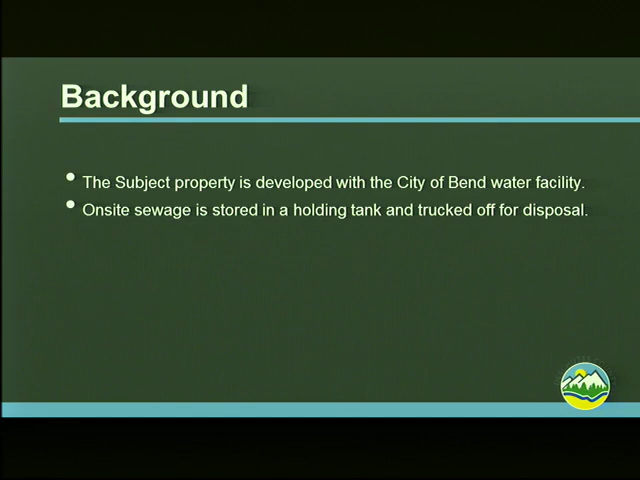 Background
• The Subject property is developed with the City of Bend water facility.
• Onsite sewage is stored in a holding tank and trucked off for disposal.